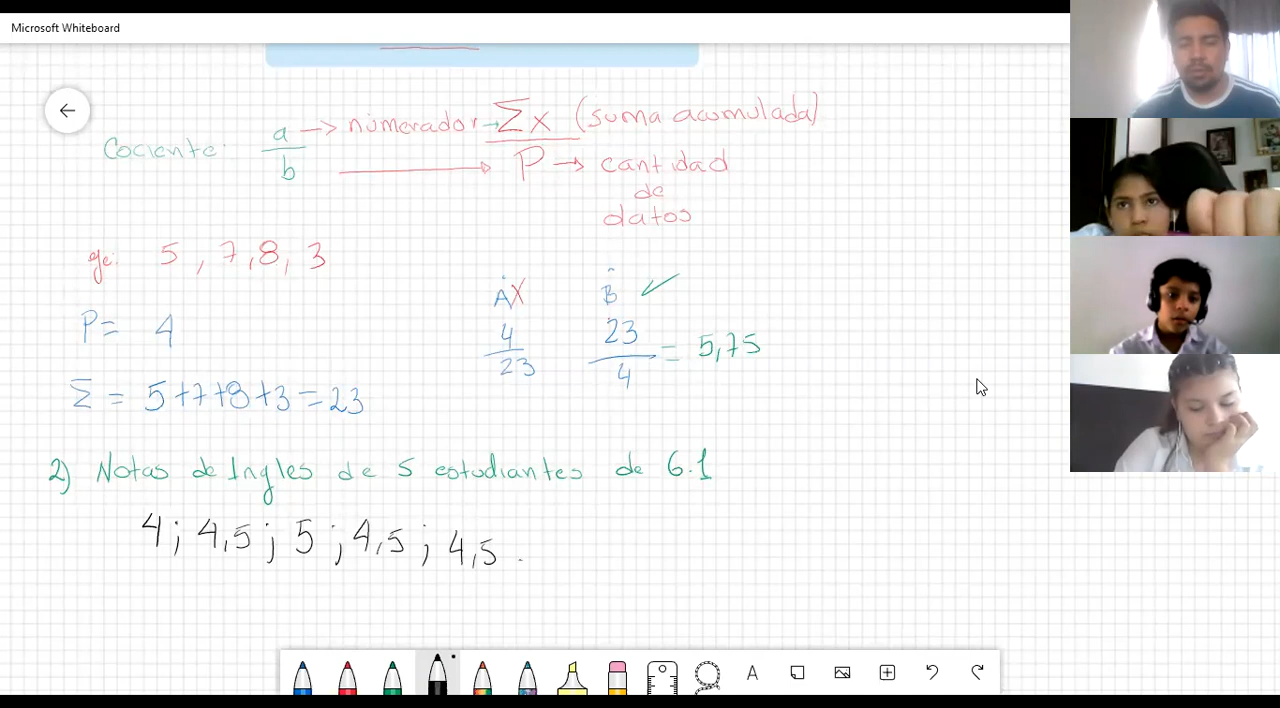 Microsoft Whiteboard
Cociente: a/b → númerador → Σx (suma acumulada)
P → cantidad
de
datos
eje: 5, 7, 8, 3
A X B ✓
P = 4
4/23 23/4 = 5,75
Σ = 5+7+8+3=23
2) Notas de Ingles de 5 estudiantes de 6.1
4; 4,5; 5; 4,5; 4,5.
A